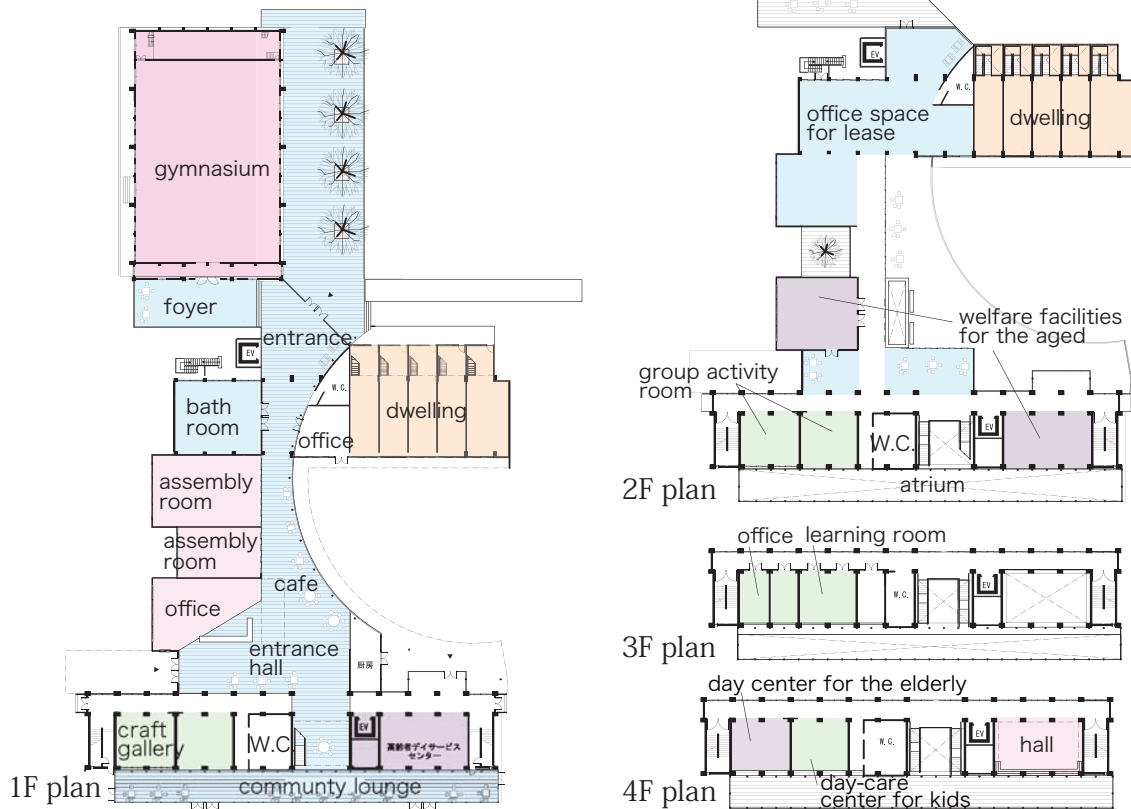 gymnasium
foyer
entrance
EV
W.C.
bath
room
office
dwelling
assembly
room
assembly
room
office
cafe
entrance
hall
厨房
craft
gallery
W.C.
EV
高齢者デイサービス
センター
communty lounge
1F plan
EV
W.C.
office space
for lease
dwelling
welfare facilities
for the aged
group activity
room
W.C.
EV
atrium
2F plan
office
learning room
W.C.
EV
3F plan
day center for the elderly
W.C.
EV
hall
day-care
center for kids
4F plan